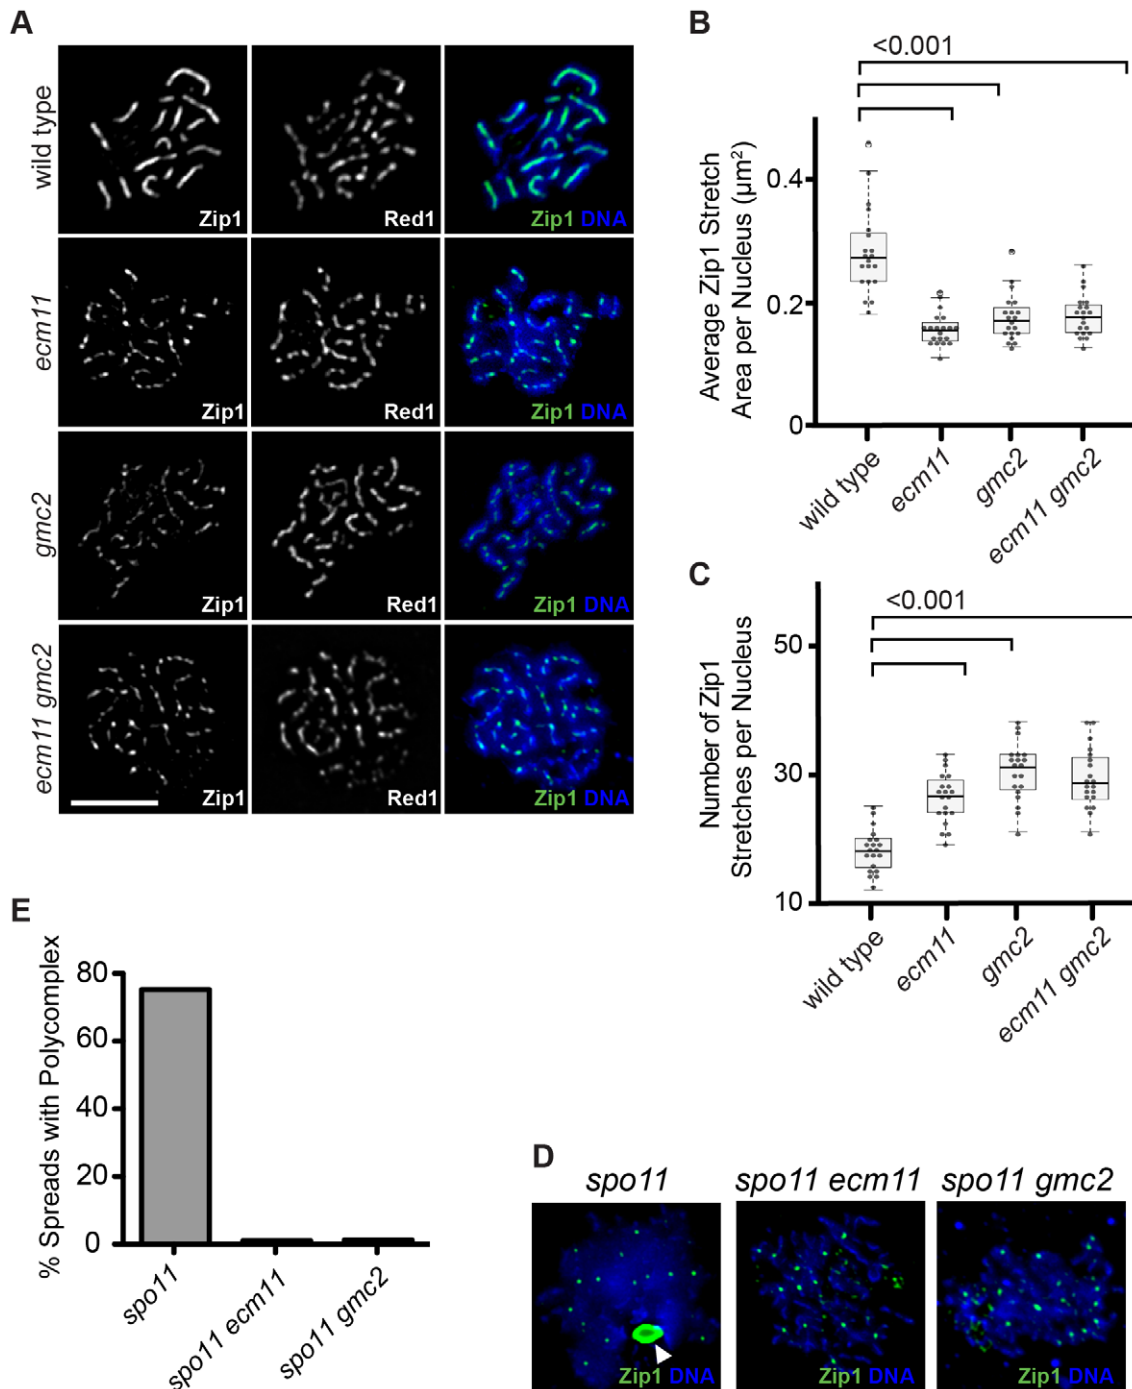 A
wild type
Zip1
Red1
Zip1 DNA
ecm11
Zip1
Red1
Zip1 DNA
gmc2
Zip1
Red1
Zip1 DNA
ecm11 gmc2
Zip1
Red1
Zip1 DNA
B
<0.001
Average Zip1 Stretch
Area per Nucleus (µm²)
0.4
0.2
0
wild type
ecm11
gmc2
ecm11 gmc2
C
<0.001
Number of Zip1
Stretches per Nucleus
50
30
10
wild type
ecm11
gmc2
ecm11 gmc2
E
% Spreads with Polycomplex
80
60
40
20
0
spo11
spo11 ecm11
spo11 gmc2
D
spo11
spo11 ecm11
spo11 gmc2
Zip1 DNA
Zip1 DNA
Zip1 DNA